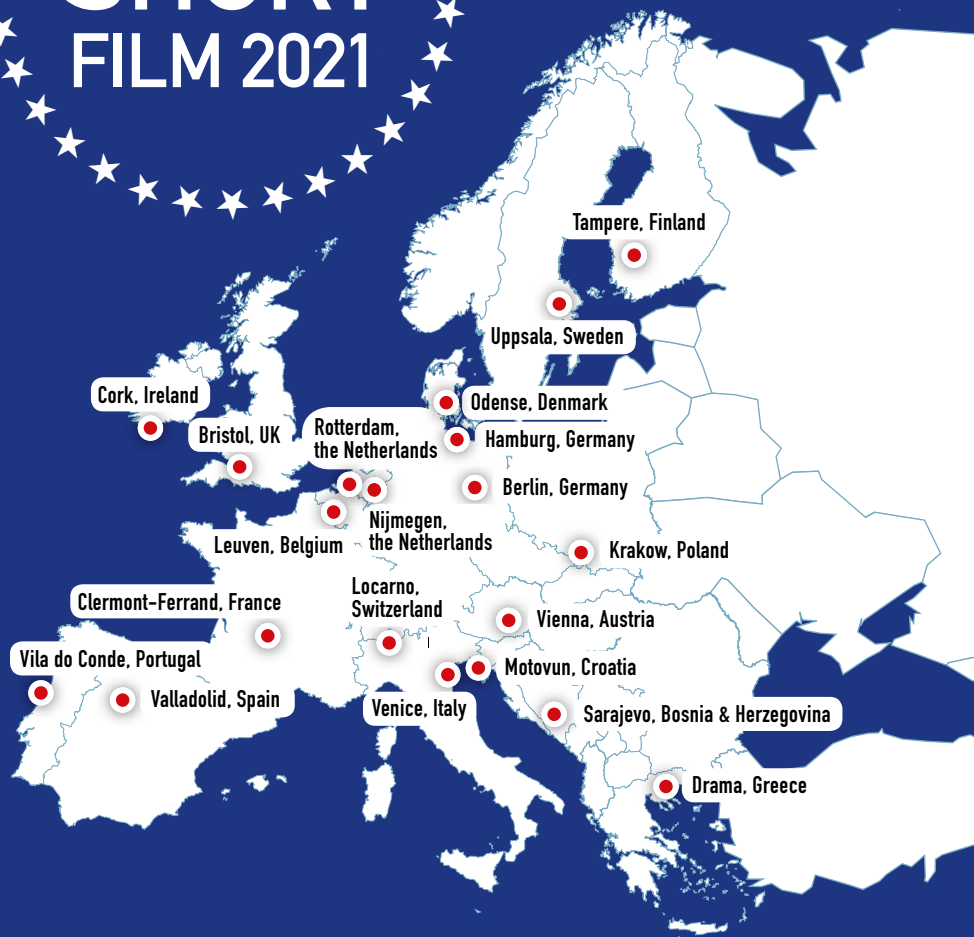 FILM 2021
Tampere, Finland
Uppsala, Sweden
Cork, Ireland
Odense, Denmark
Bristol, UK
Rotterdam,
the Netherlands
Hamburg, Germany
Berlin, Germany
Nijmegen,
the Netherlands
Leuven, Belgium
Krakow, Poland
Locarno,
Switzerland
Clermont-Ferrand, France
Vienna, Austria
Vila do Conde, Portugal
Motovun, Croatia
Valladolid, Spain
Venice, Italy
Sarajevo, Bosnia & Herzegovina
Drama, Greece